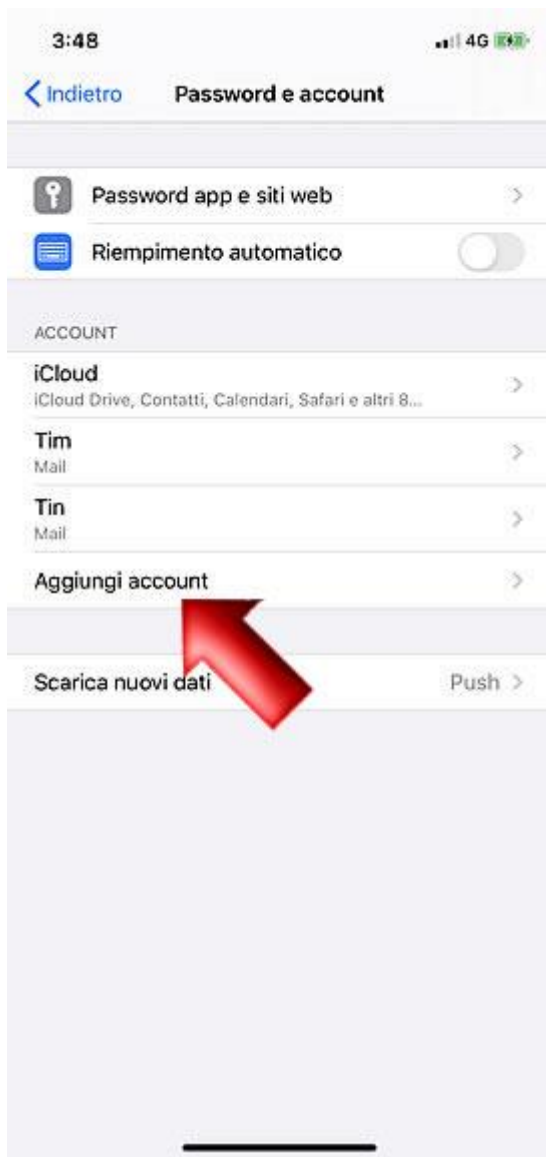 3:48 4G
Indietro Password e account
Password app e siti web
Riempimento automatico
ACCOUNT
iCloud
iCloud Drive, Contatti, Calendari, Safari e altri 8...
Tim
Mail
Tin
Mail
Aggiungi account
Scarica nuovi dati Push